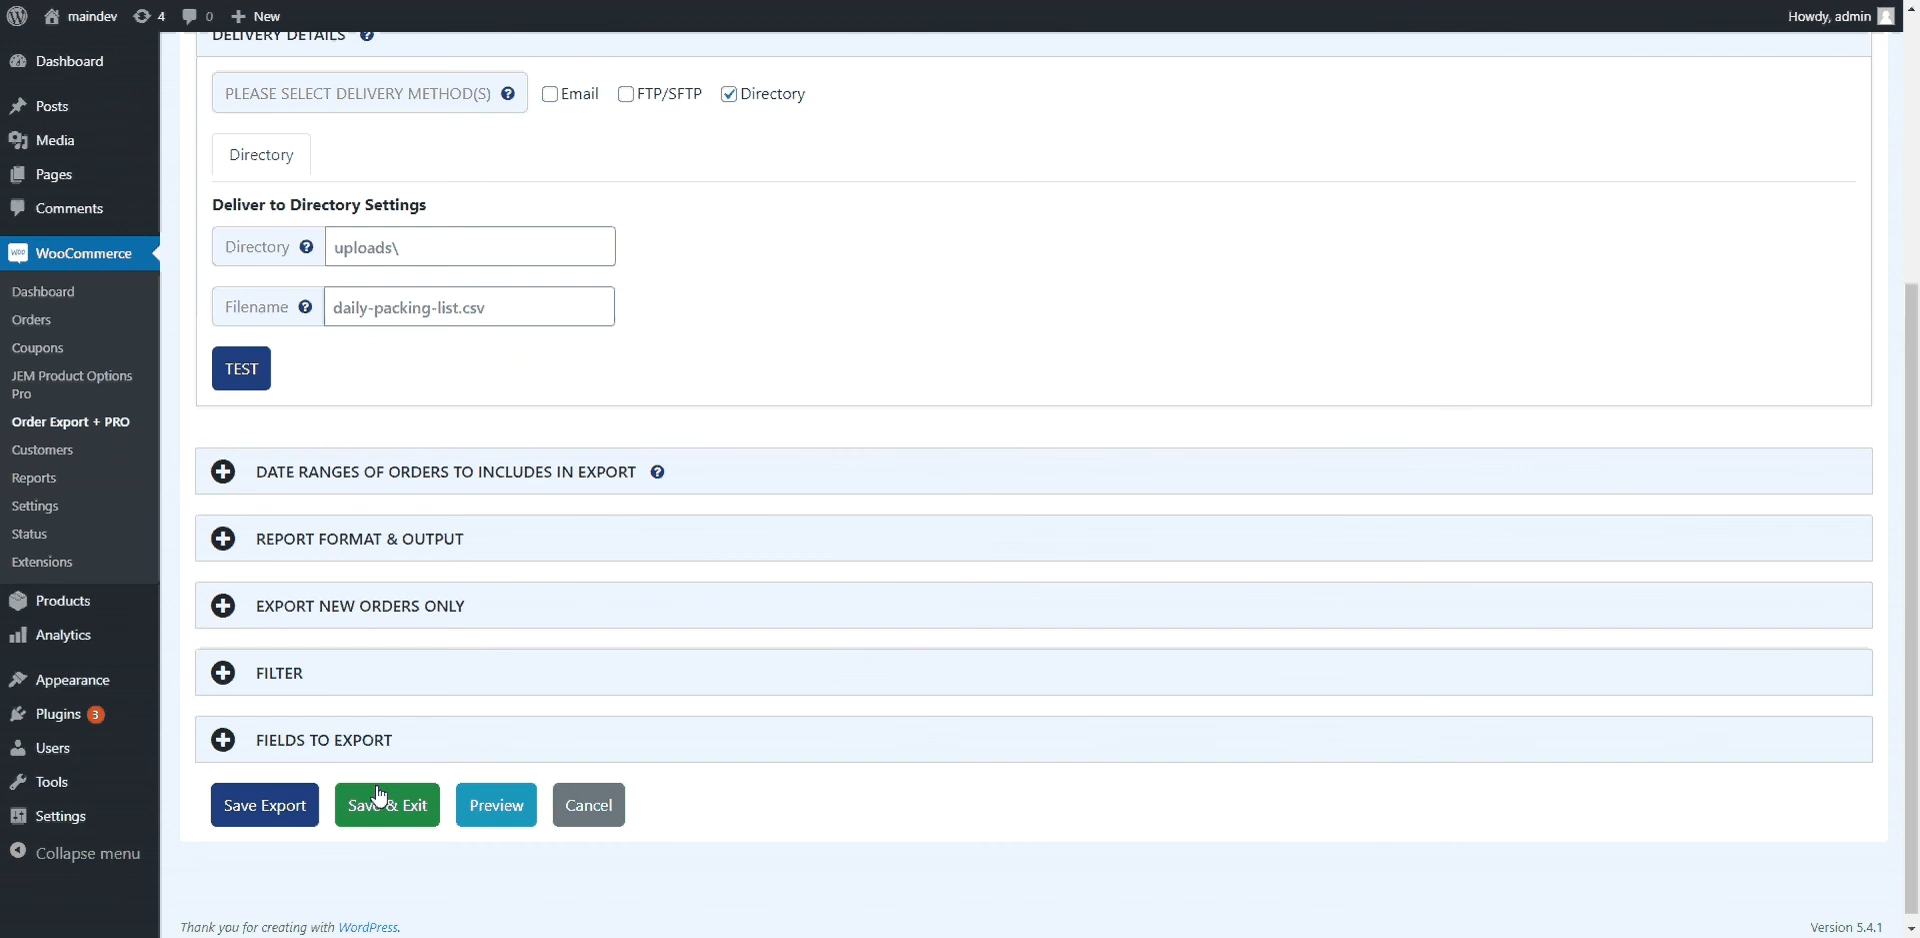 maindev 4 0 New Howdy, admin
DELIVERY DETAILS ?
Dashboard
Posts
Media
Pages
Comments
WooCommerce
Dashboard
Orders
Coupons
JEM Product Options
Pro
Order Export + PRO
Customers
Reports
Settings
Status
Extensions
Products
Analytics
Appearance
Plugins 3
Users
Tools
Settings
Collapse menu
PLEASE SELECT DELIVERY METHOD(S) ? Email FTP/SFTP Directory
Directory
Deliver to Directory Settings
Directory ? uploads\
Filename ? daily-packing-list.csv
TEST
DATE RANGES OF ORDERS TO INCLUDES IN EXPORT ?
REPORT FORMAT & OUTPUT
EXPORT NEW ORDERS ONLY
FILTER
FIELDS TO EXPORT
Save Export Save & Exit Preview Cancel
Thank you for creating with WordPress. Version 5.4.1